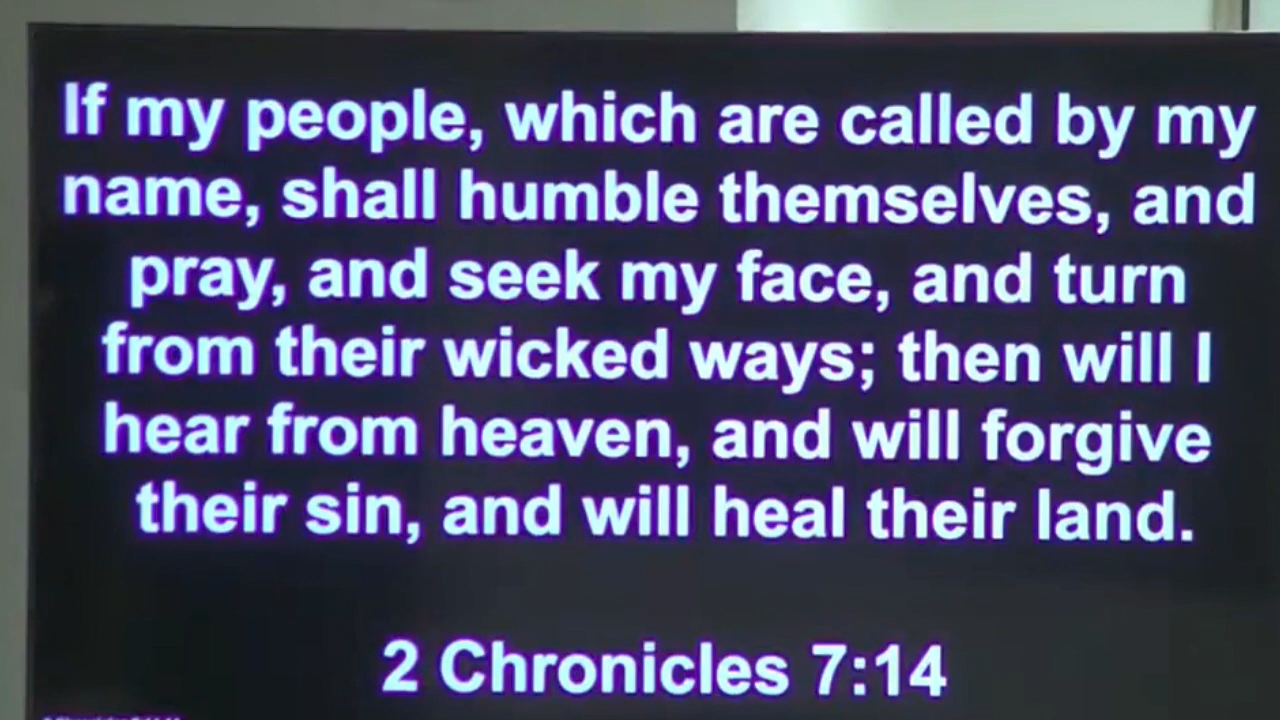 If my people, which are called by my
name, shall humble themselves, and
pray, and seek my face, and turn
from their wicked ways; then will I
hear from heaven, and will forgive
their sin, and will heal their land.
2 Chronicles 7:14